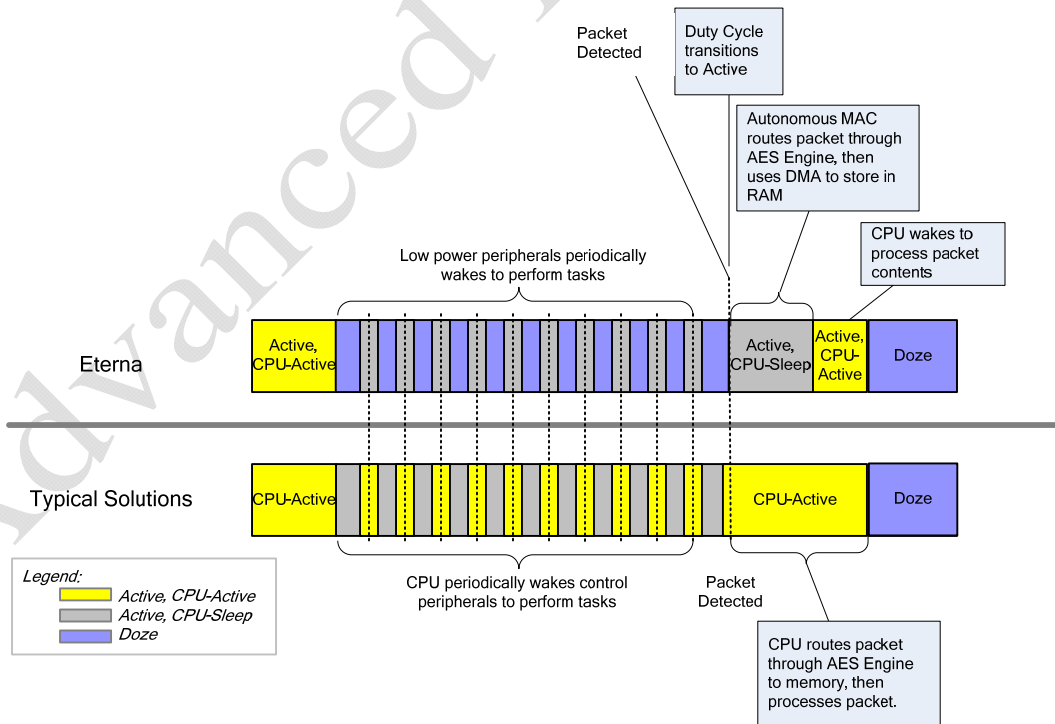 Advanced
Packet
Detected
Duty Cycle
transitions
to Active
Autonomous MAC
routes packet through
AES Engine, then
uses DMA to store in
RAM
CPU wakes to
process packet
contents
Low power peripherals periodically
wakes to perform tasks
Eterna
Active,
CPU-Active
Active,
CPU-Sleep
Active,
CPU-
Active
Doze
Typical Solutions
CPU-Active
CPU-Active
Doze
CPU periodically wakes control
peripherals to perform tasks
Packet
Detected
CPU routes packet
through AES Engine
to memory, then
processes packet.
Legend:
Active, CPU-Active
Active, CPU-Sleep
Doze